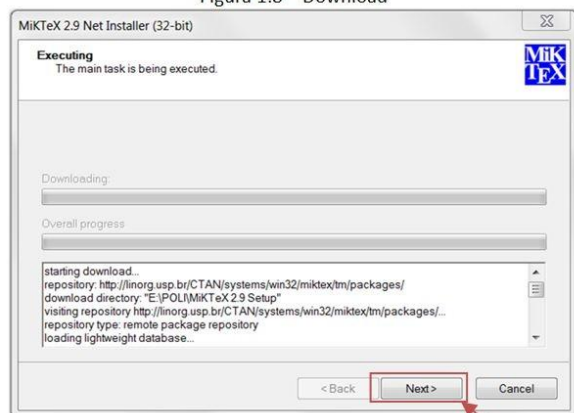 Figura 1.8 – Download
MiKTeX 2.9 Net Installer (32-bit)
Executing
The main task is being executed.
MiK
TEX
Downloading:
Overall progress
starting download...
repository: http://linorg.usp.br/CTAN/systems/win32/miktex/tm/packages/
download directory: "E:\POLI\MiKTeX 2.9 Setup"
visiting repository http://linorg.usp.br/CTAN/systems/win32/miktex/tm/packages/...
repository type: remote package repository
loading lightweight database...
< Back
Next >
Cancel